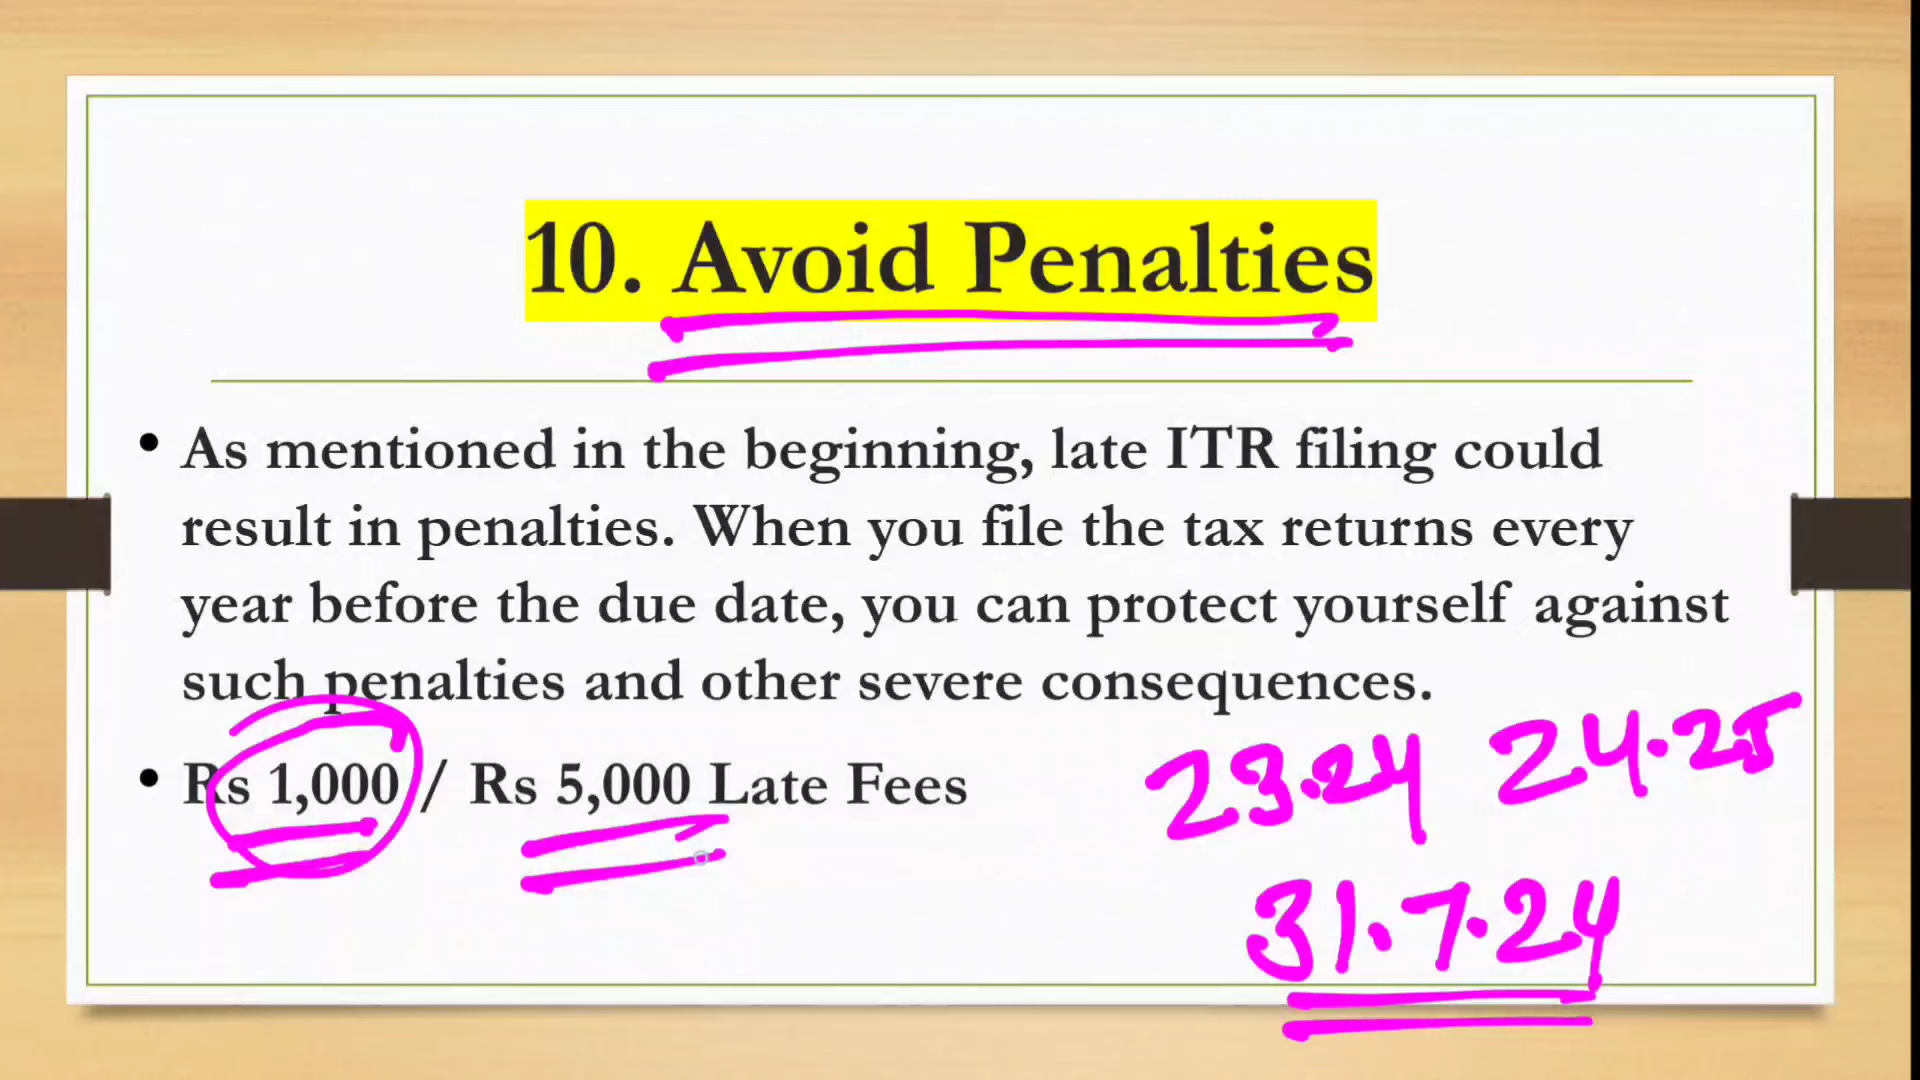 10. Avoid Penalties
• As mentioned in the beginning, late ITR filing could
result in penalties. When you file the tax returns every
year before the due date, you can protect yourself against
such penalties and other severe consequences.
• Rs 1,000 / Rs 5,000 Late Fees
23.24 24.25
31.7.24